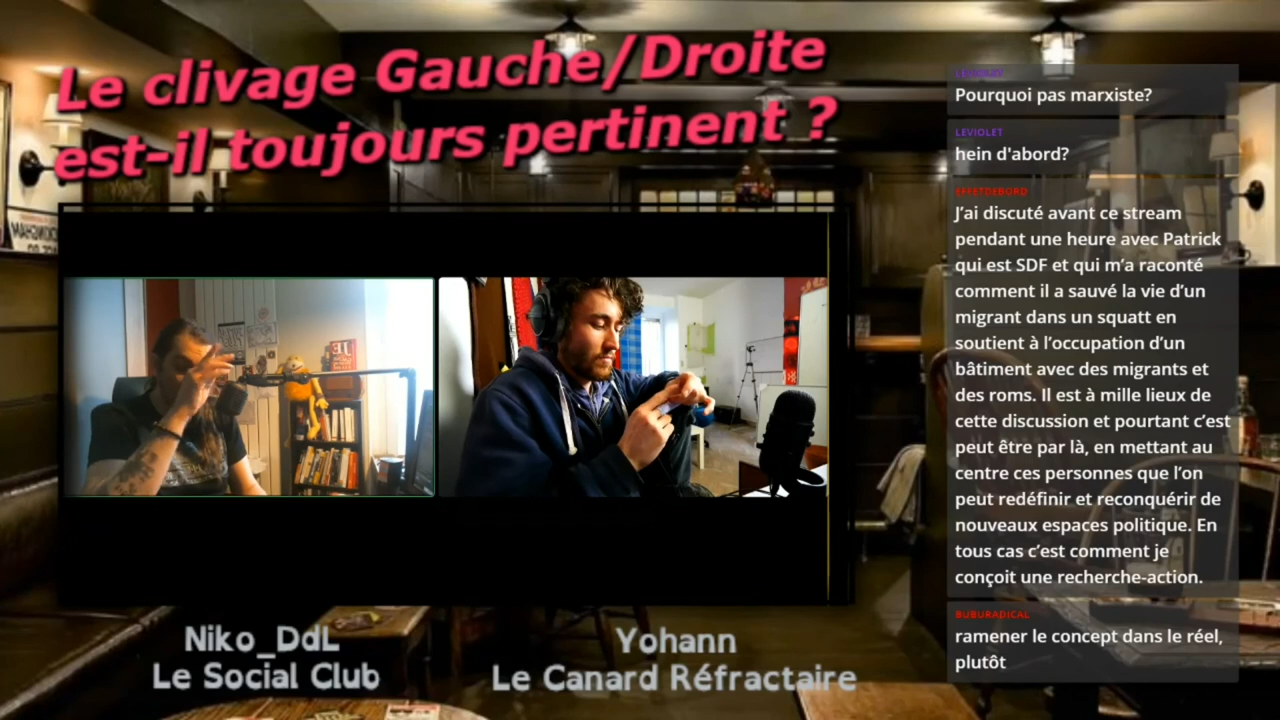 Le clivage Gauche/Droite
est-il toujours pertinent ?
Niko_DdL
Le Social Club
Yohann
Le Canard Réfractaire
LEVIOLET
Pourquoi pas marxiste?
LEVIOLET
hein d'abord?
EFFETDEBORD
J’ai discuté avant ce stream
pendant une heure avec Patrick
qui est SDF et qui m’a raconté
comment il a sauvé la vie d’un
migrant dans un squatt en
soutient à l’occupation d’un
bâtiment avec des migrants et
des roms. Il est à mille lieux de
cette discussion et pourtant c’est
peut être par là, en mettant au
centre ces personnes que l’on
peut redéfinir et reconquérir de
nouveaux espaces politique. En
tous cas c’est comment je
conçoit une recherche-action.
BUBURADICAL
ramener le concept dans le réel,
plutôt